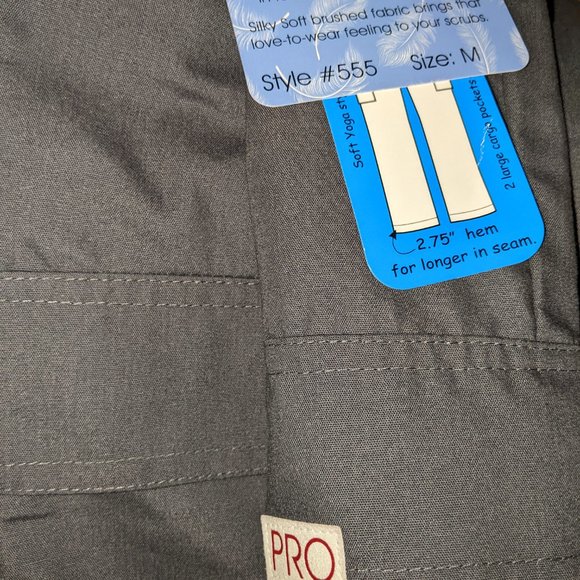 Silky Soft brushed fabric brings that
love-to-wear feeling to your scrubs.
Style #555 Size: M
Soft Yoga
2 large cargo pockets
2.75" hem
for longer in seam.
PRO